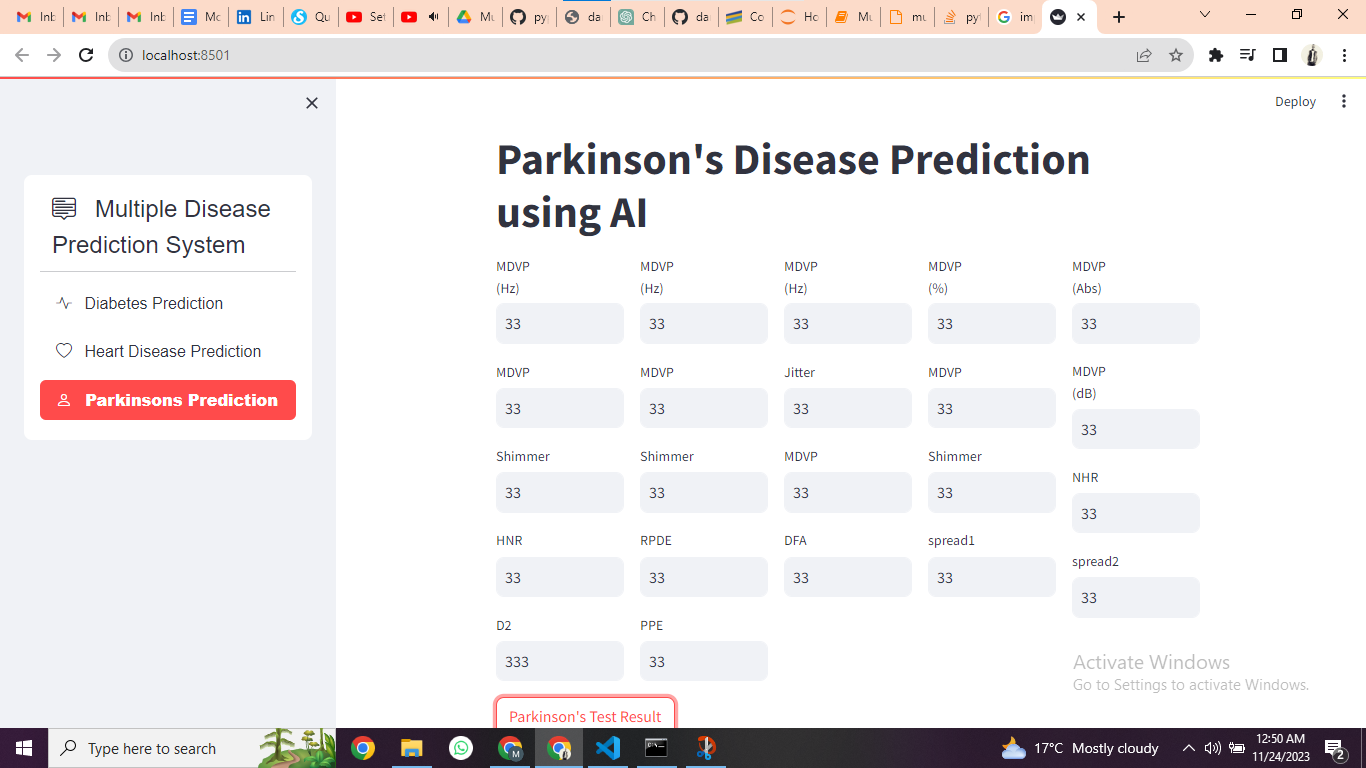 Inb
Inb
Inb
Mo
Lin
Qu
Set
Mu
pyp
da
Ch
da
Co
Ho
Mu
mu
pyt
im
localhost:8501
Deploy
Multiple Disease
Prediction System
Diabetes Prediction
Heart Disease Prediction
Parkinsons Prediction
Parkinson's Disease Prediction
using AI
MDVP MDVP MDVP MDVP MDVP
(Hz) (Hz) (Hz) (%) (Abs)
33 33 33 33 33
MDVP MDVP Jitter MDVP MDVP
(dB)
33 33 33 33 33
Shimmer Shimmer MDVP Shimmer NHR
33 33 33 33 33
HNR RPDE DFA spread1 spread2
33 33 33 33 33
D2 PPE
333 33
Parkinson's Test Result
Activate Windows
Go to Settings to activate Windows.
Type here to search
M
17°C Mostly cloudy
12:50 AM
11/24/2023
2